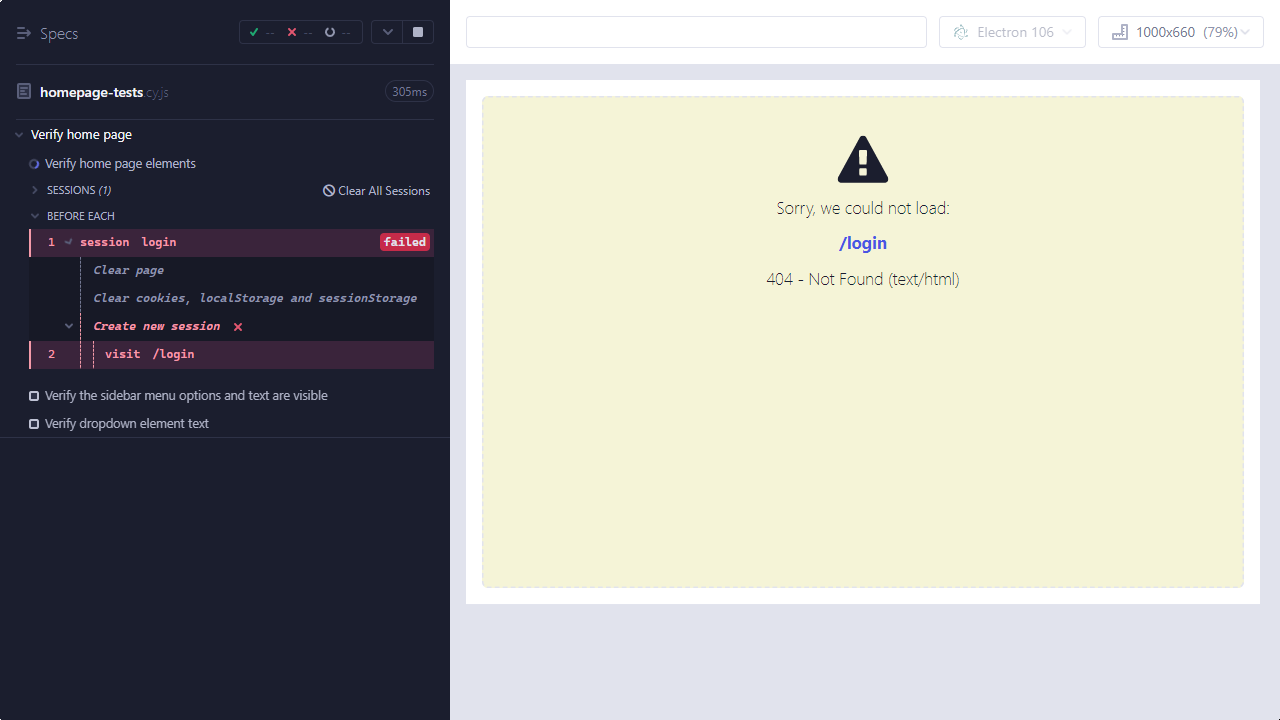 Specs
-- -- --
homepage-tests.cy.js 305ms
Verify home page
Verify home page elements
SESSIONS (1) Clear All Sessions
BEFORE EACH
1 session login failed
Clear page
Clear cookies, localStorage and sessionStorage
Create new session
2 visit /login
Verify the sidebar menu options and text are visible
Verify dropdown element text
Electron 106
1000x660 (79%)
Sorry, we could not load:
/login
404 - Not Found (text/html)